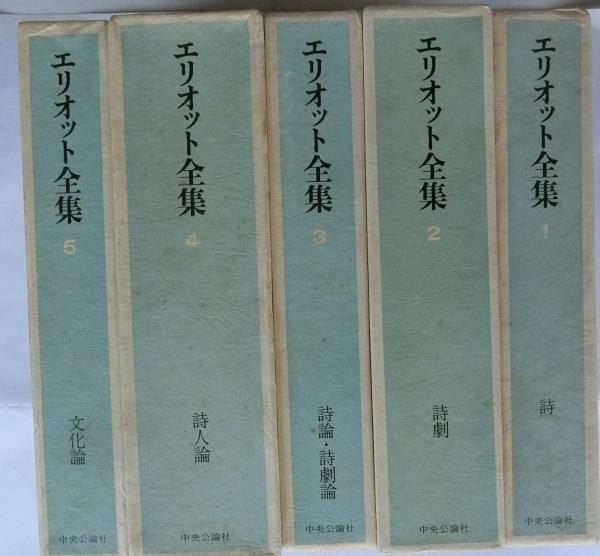 エリオット全集
5
文化論
中央公論社
エリオット全集
4
詩人論
中央公論社
エリオット全集
3
詩論・詩劇論
中央公論社
エリオット全集
2
詩劇
中央公論社
エリオット全集
1
詩
中央公論社